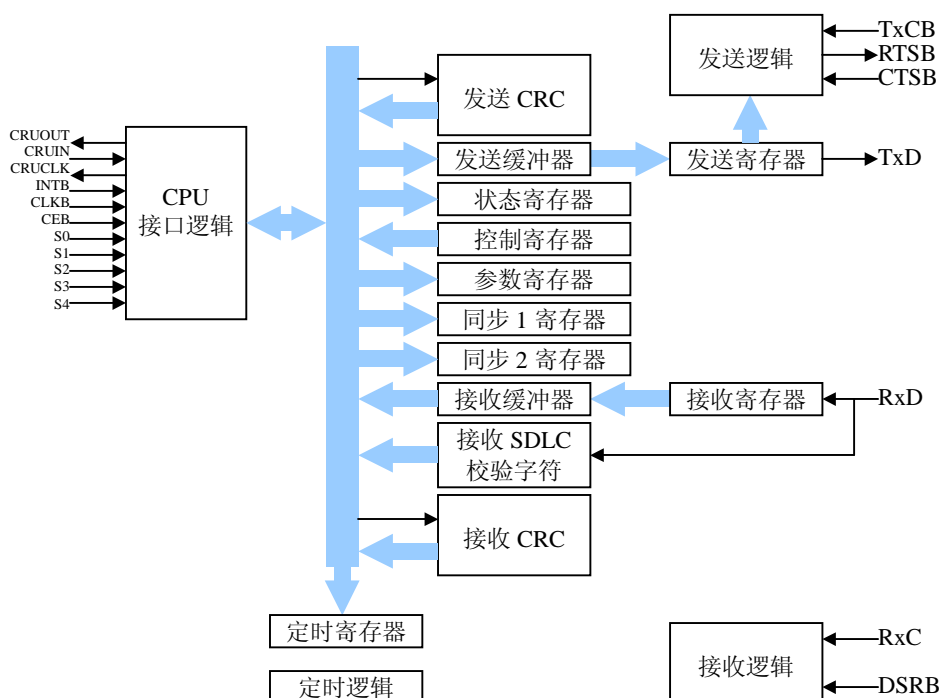 CRUOUT
CRUIN
CRUCLK
INTB
CLKB
CEB
S0
S1
S2
S3
S4
CPU
接口逻辑
发送 CRC
发送缓冲器
状态寄存器
控制寄存器
参数寄存器
同步 1 寄存器
同步 2 寄存器
接收缓冲器
接收 SDLC
校验字符
接收 CRC
定时寄存器
定时逻辑
发送逻辑
TxCB
RTSB
CTSB
发送寄存器
TxD
接收寄存器
RxD
接收逻辑
RxC
DSRB